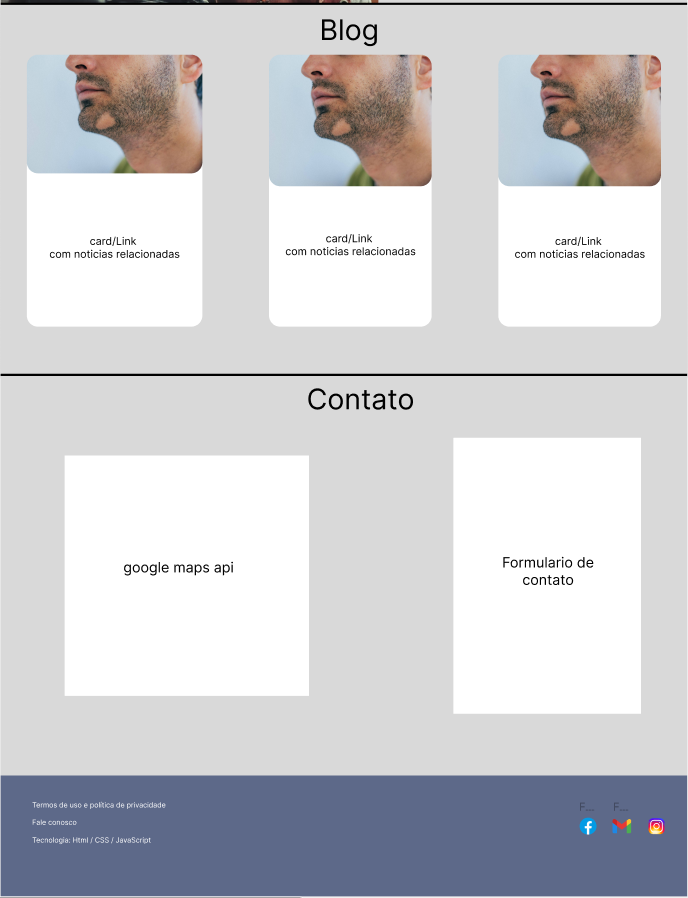 Blog
card/Link
com noticias relacionadas
card/Link
com noticias relacionadas
card/Link
com noticias relacionadas
Contato
google maps api
Formulario de
contato
Termos de uso e política de privacidade
Fale conosco
Tecnologia: Html / CSS / JavaScript
F... F...